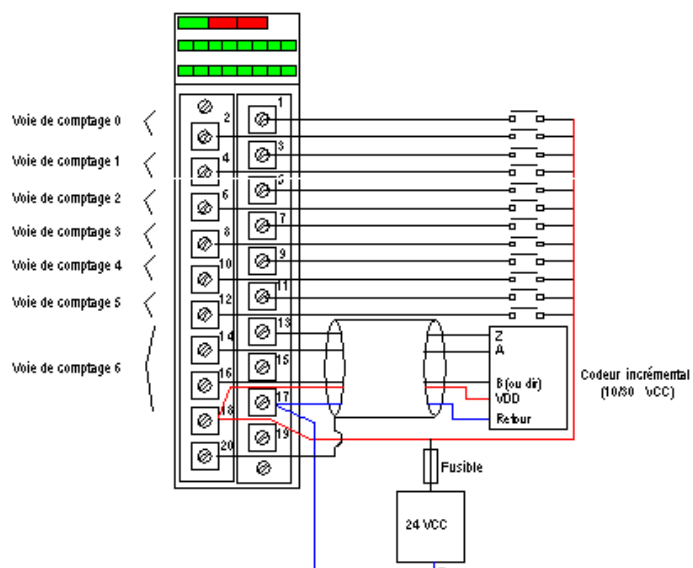 1
2
3
4
5
6
7
8
9
10
11
12
13
14
15
16
17
18
19
20
Voie de comptage 0
Voie de comptage 1
Voie de comptage 2
Voie de comptage 3
Voie de comptage 4
Voie de comptage 5
Voie de comptage 6
Z
A
B (ou dir)
VDD
Retour
Codeur incrémental
(10/30 VCC)
Fusible
24 VCC